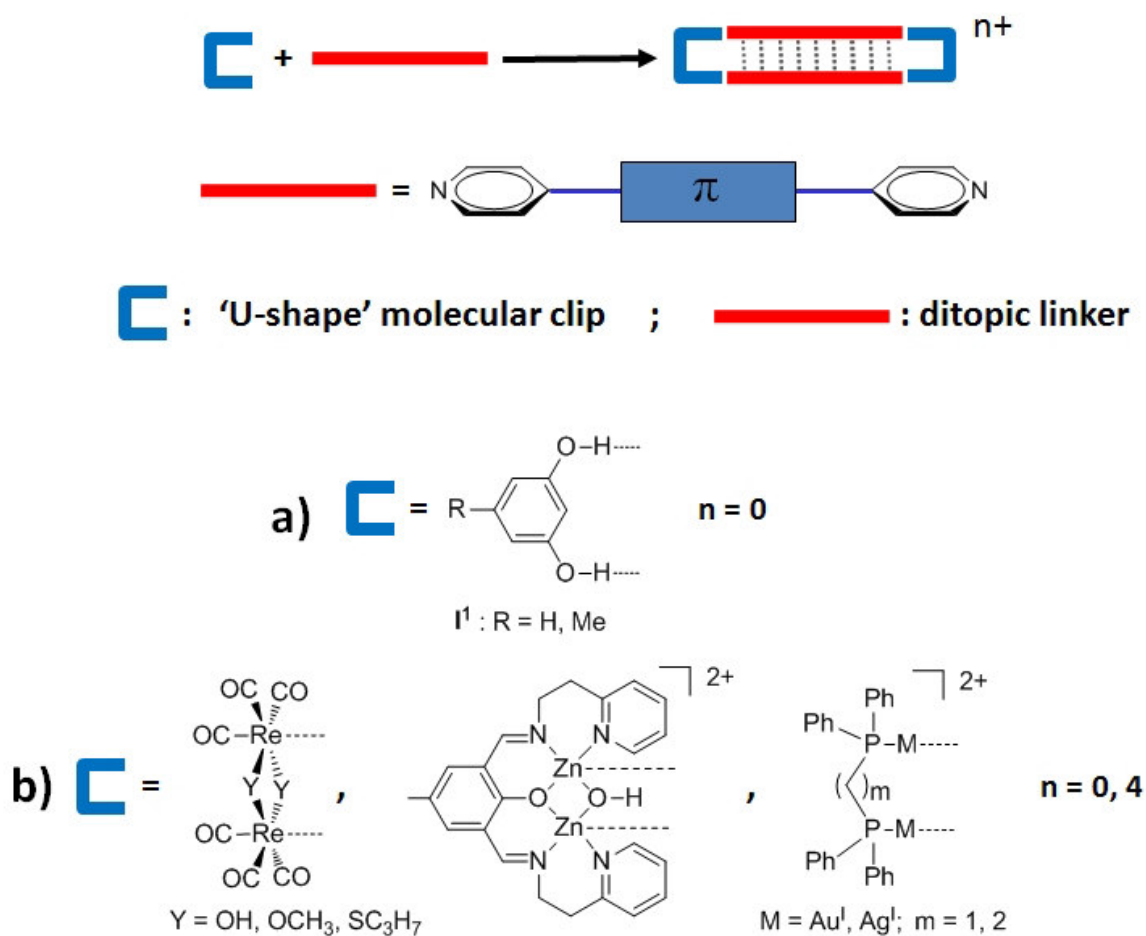 + n+
= N π N
: 'U-shape' molecular clip ; : ditopic linker
O–H
a) = R n = 0
O–H
I¹ : R = H, Me
2+ 2+
OC CO Ph Ph
N N
OC Re P–M
Zn
b) = Y Y , O O–H , ( )m n = 0, 4
Zn
OC Re P–M
N N
OC CO Ph Ph
Y = OH, OCH₃, SC₃H₇ M = Auᴵ, Agᴵ; m = 1, 2